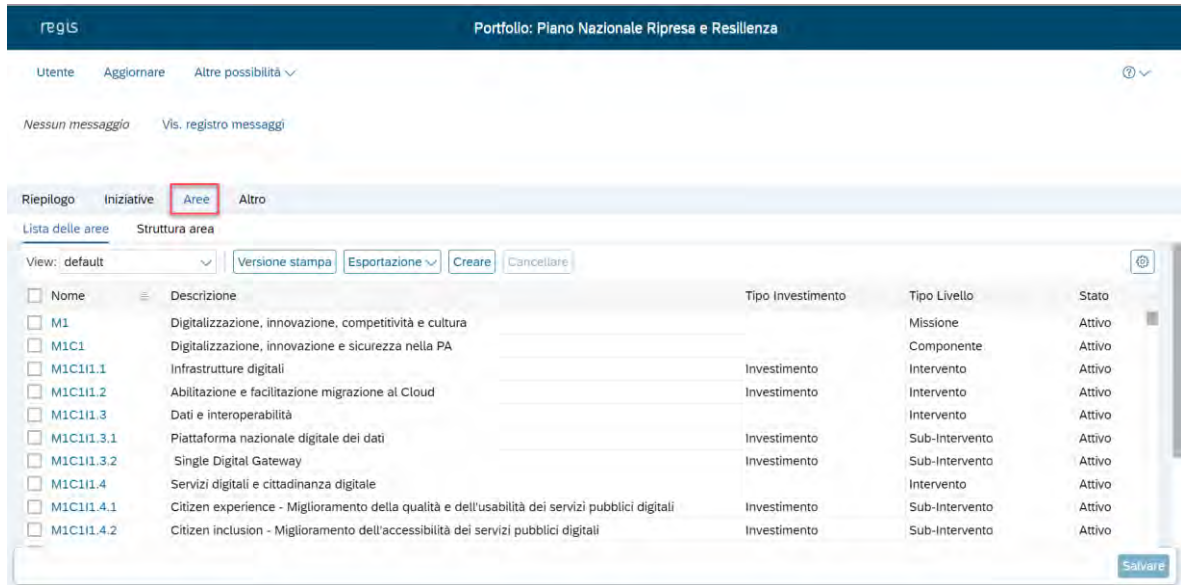 regis Portfolio: Piano Nazionale Ripresa e Resilienza
Utente Aggiornare Altre possibilità
Nessun messaggio Vis. registro messaggi
Riepilogo Iniziative Aree Altro
Lista delle aree Struttura area
View: default Versione stampa Esportazione Creare Cancellare
Nome Descrizione Tipo Investimento Tipo Livello Stato
M1 Digitalizzazione, innovazione, competitività e cultura Missione Attivo
M1C1 Digitalizzazione, innovazione e sicurezza nella PA Componente Attivo
M1C1I1.1 Infrastrutture digitali Investimento Intervento Attivo
M1C1I1.2 Abilitazione e facilitazione migrazione al Cloud Investimento Intervento Attivo
M1C1I1.3 Dati e interoperabilità Intervento Attivo
M1C1I1.3.1 Piattaforma nazionale digitale dei dati Investimento Sub-Intervento Attivo
M1C1I1.3.2 Single Digital Gateway Investimento Sub-Intervento Attivo
M1C1I1.4 Servizi digitali e cittadinanza digitale Intervento Attivo
M1C1I1.4.1 Citizen experience - Miglioramento della qualità e dell'usabilità dei servizi pubblici digitali Investimento Sub-Intervento Attivo
M1C1I1.4.2 Citizen inclusion - Miglioramento dell'accessibilità dei servizi pubblici digitali Investimento Sub-Intervento Attivo
Salvare